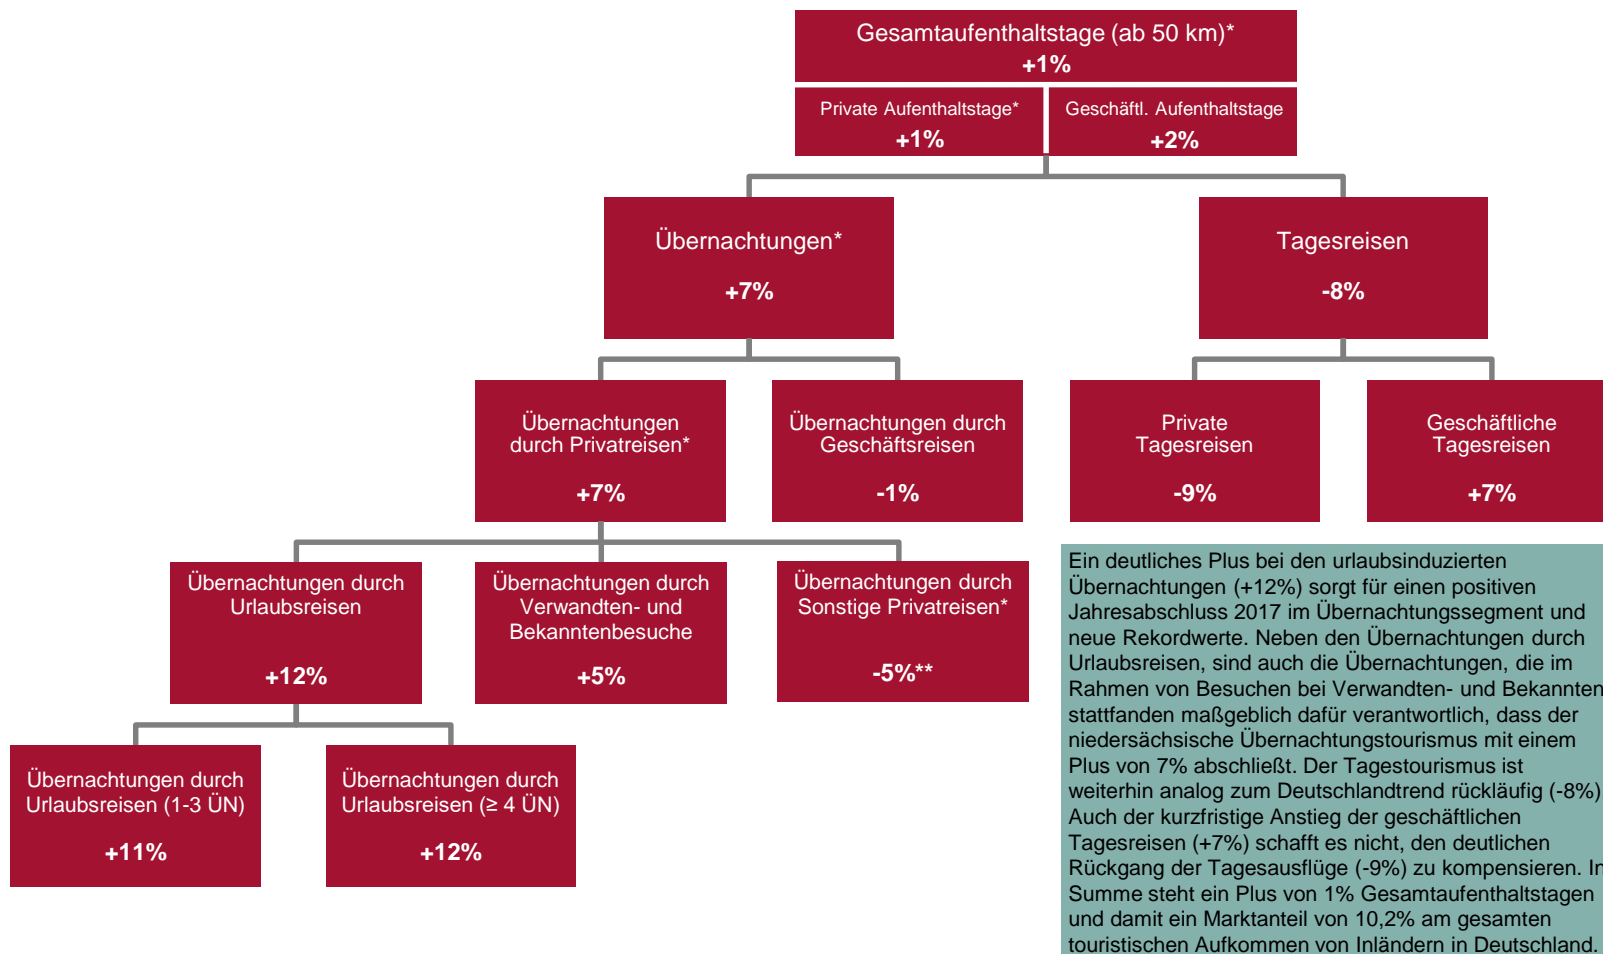 Gesamtaufenthaltstage (ab 50 km)*
+1%
Private Aufenthaltstage*
+1%
Geschäftl. Aufenthaltstage
+2%
Übernachtungen*
+7%
Tagesreisen
-8%
Übernachtungen
durch Privatreisen*
+7%
Übernachtungen durch
Geschäftsreisen
-1%
Private
Tagesreisen
-9%
Geschäftliche
Tagesreisen
+7%
Übernachtungen durch
Urlaubsreisen
+12%
Übernachtungen durch
Verwandten- und
Bekanntenbesuche
+5%
Übernachtungen durch
Sonstige Privatreisen*
-5%**
Übernachtungen durch
Urlaubsreisen (1-3 ÜN)
+11%
Übernachtungen durch
Urlaubsreisen (≥ 4 ÜN)
+12%
Ein deutliches Plus bei den urlaubsinduzierten
Übernachtungen (+12%) sorgt für einen positiven
Jahresabschluss 2017 im Übernachtungssegment und
neue Rekordwerte. Neben den Übernachtungen durch
Urlaubsreisen, sind auch die Übernachtungen, die im
Rahmen von Besuchen bei Verwandten- und Bekannten
stattfanden maßgeblich dafür verantwortlich, dass der
niedersächsische Übernachtungstourismus mit einem
Plus von 7% abschließt. Der Tagestourismus ist
weiterhin analog zum Deutschlandtrend rückläufig (-8%)
Auch der kurzfristige Anstieg der geschäftlichen
Tagesreisen (+7%) schafft es nicht, den deutlichen
Rückgang der Tagesausflüge (-9%) zu kompensieren. In
Summe steht ein Plus von 1% Gesamtaufenthaltstagen
und damit ein Marktanteil von 10,2% am gesamten
touristischen Aufkommen von Inländern in Deutschland.